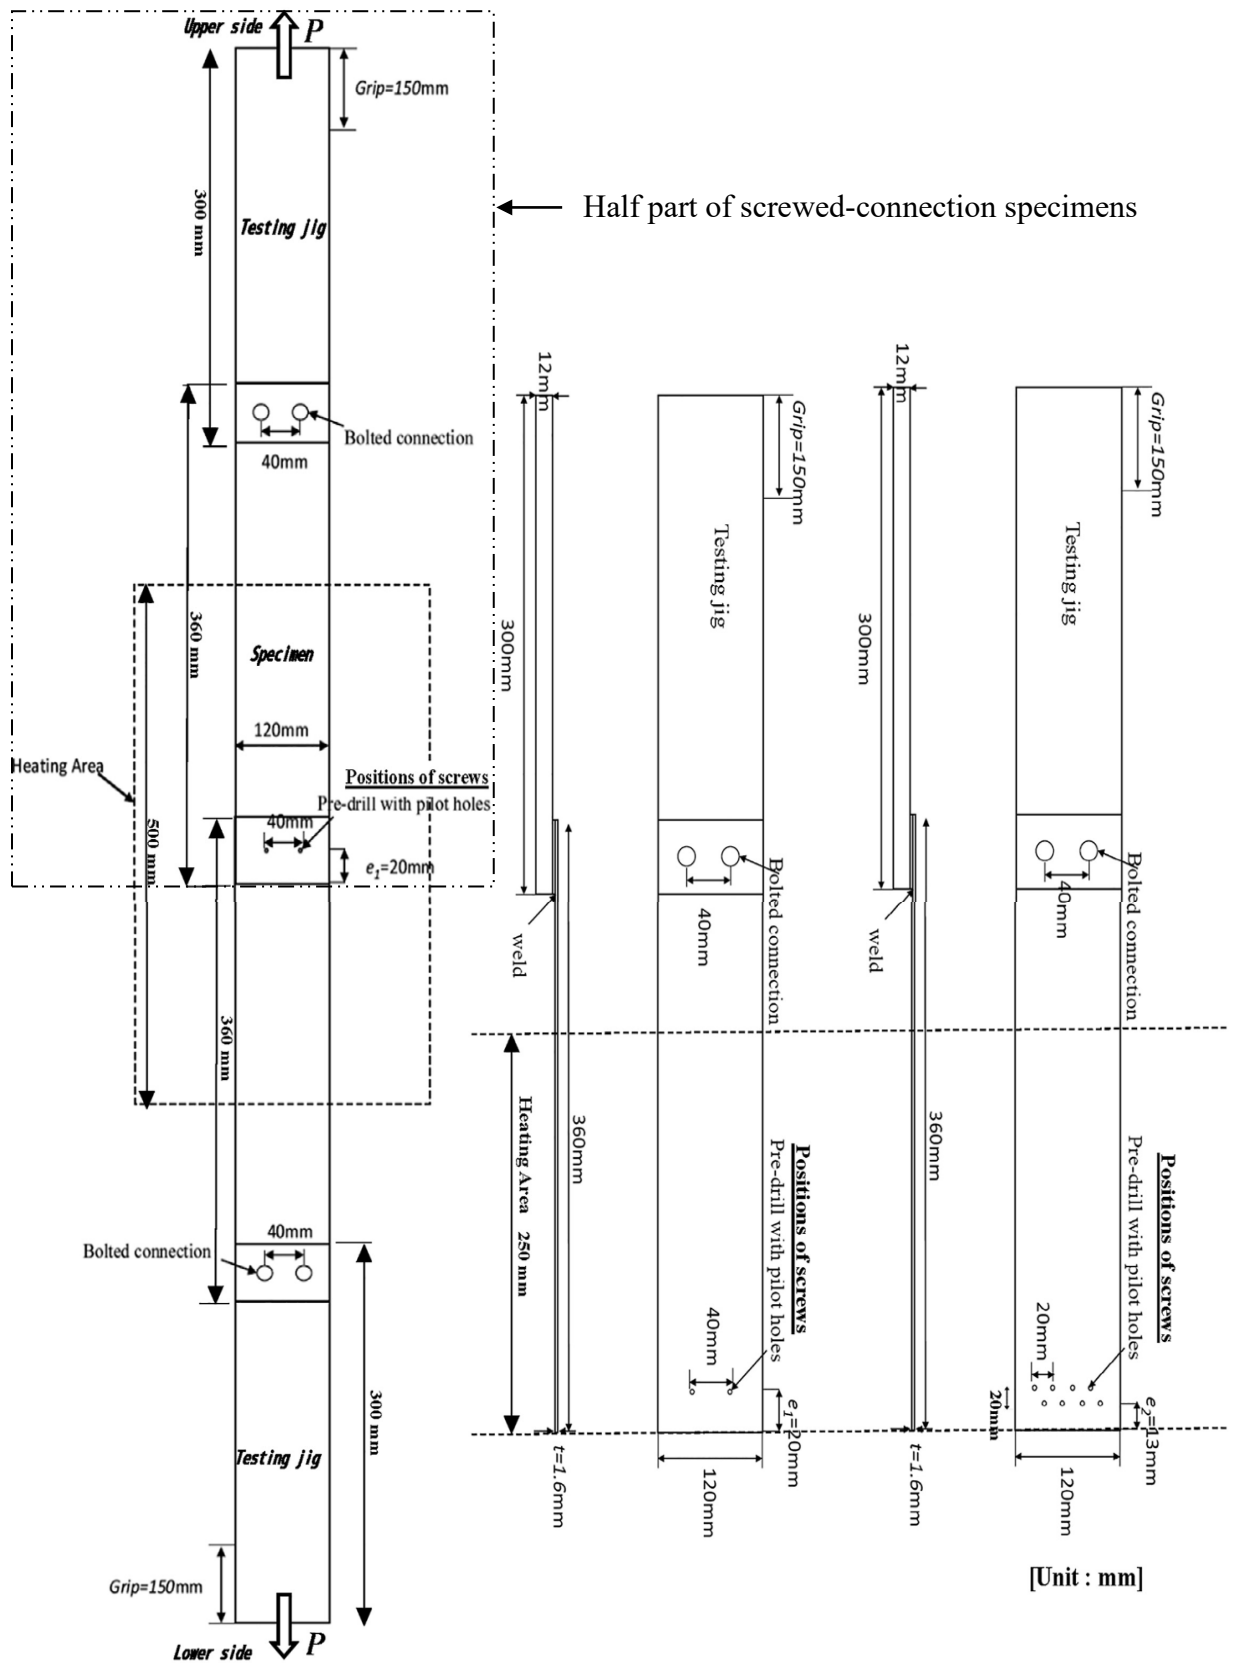 Upper side
P
Grip=150mm
300 mm
Testing jig
Half part of screwed-connection specimens
Bolted connection
40mm
360 mm
Specimen
120mm
Heating Area
Positions of screws
Pre-drill with pilot holes
40mm
e1=20mm
500 mm
360 mm
40mm
Bolted connection
300 mm
Testing jig
Grip=150mm
Lower side
P
12mm
Grip=150mm
Testing jig
300mm
Bolted connection
40mm
weld
Heating Area 250 mm
360mm
Positions of screws
Pre-drill with pilot holes
40mm
e1=20mm
t=1.6mm
120mm
12mm
Grip=150mm
Testing jig
300mm
Bolted connection
40mm
weld
360mm
Positions of screws
Pre-drill with pilot holes
20mm
20mm
e2=13mm
t=1.6mm
120mm
[Unit : mm]